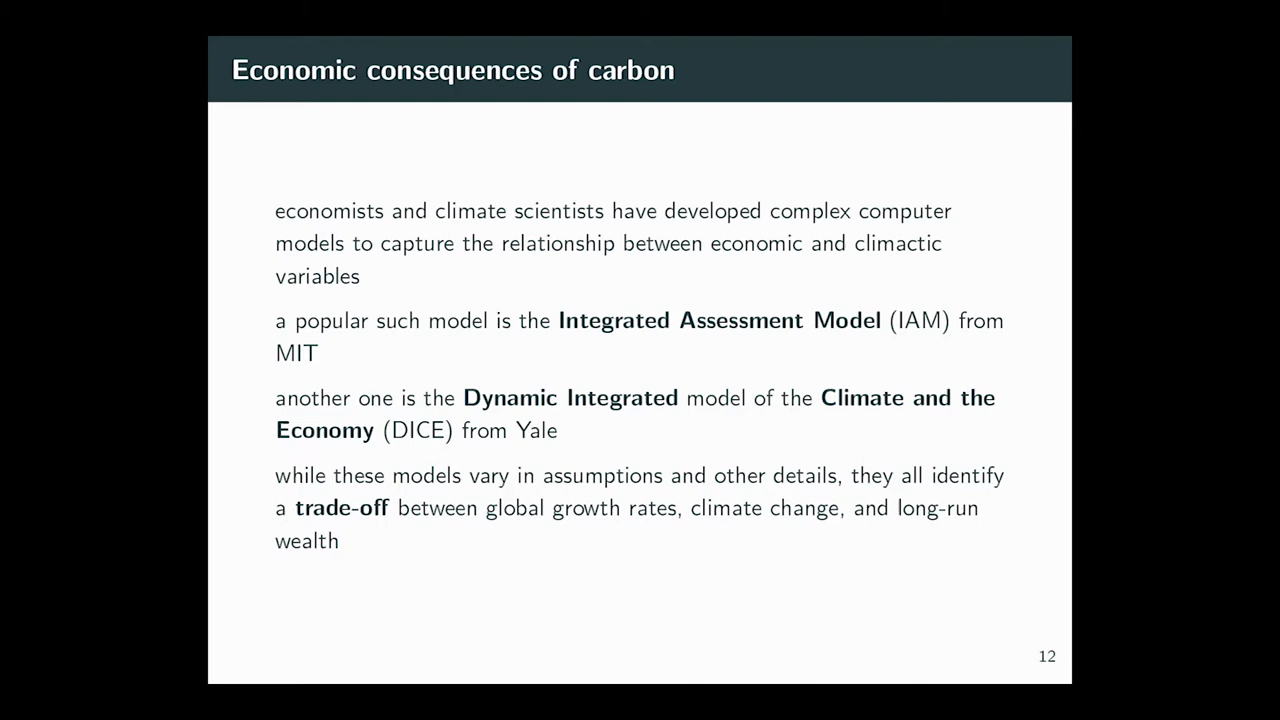 Economic consequences of carbon
economists and climate scientists have developed complex computer
models to capture the relationship between economic and climactic
variables
a popular such model is the Integrated Assessment Model (IAM) from
MIT
another one is the Dynamic Integrated model of the Climate and the
Economy (DICE) from Yale
while these models vary in assumptions and other details, they all identify
a trade-off between global growth rates, climate change, and long-run
wealth
12